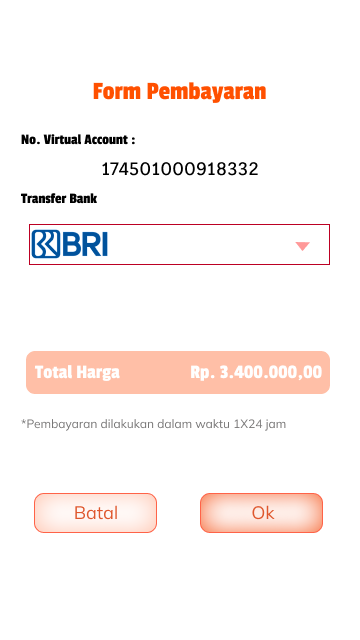 Form Pembayaran
No. Virtual Account :
174501000918332
Transfer Bank
BRI
Total Harga Rp. 3.400.000,00
*Pembayaran dilakukan dalam waktu 1X24 jam
Batal Ok